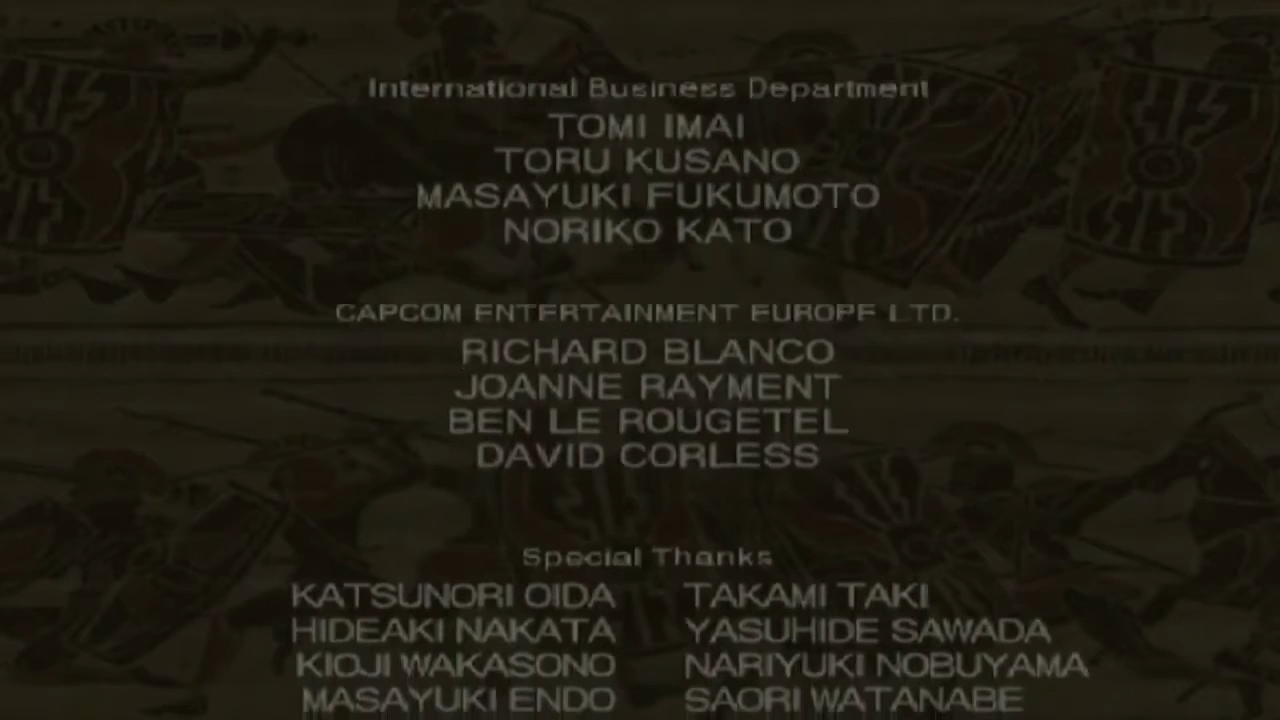 International Business Department
TOMI IMAI
TORU KUSANO
MASAYUKI FUKUMOTO
NORIKO KATO
CAPCOM ENTERTAINMENT EUROPE LTD.
RICHARD BLANCO
JOANNE RAYMENT
BEN LE ROUGETEL
DAVID CORLESS
Special Thanks
KATSUNORI OIDA TAKAMI TAKI
HIDEAKI NAKATA YASUHIDE SAWADA
KIOJI WAKASONO NARIYUKI NOBUYAMA
MASAYUKI ENDO SAORI WATANABE